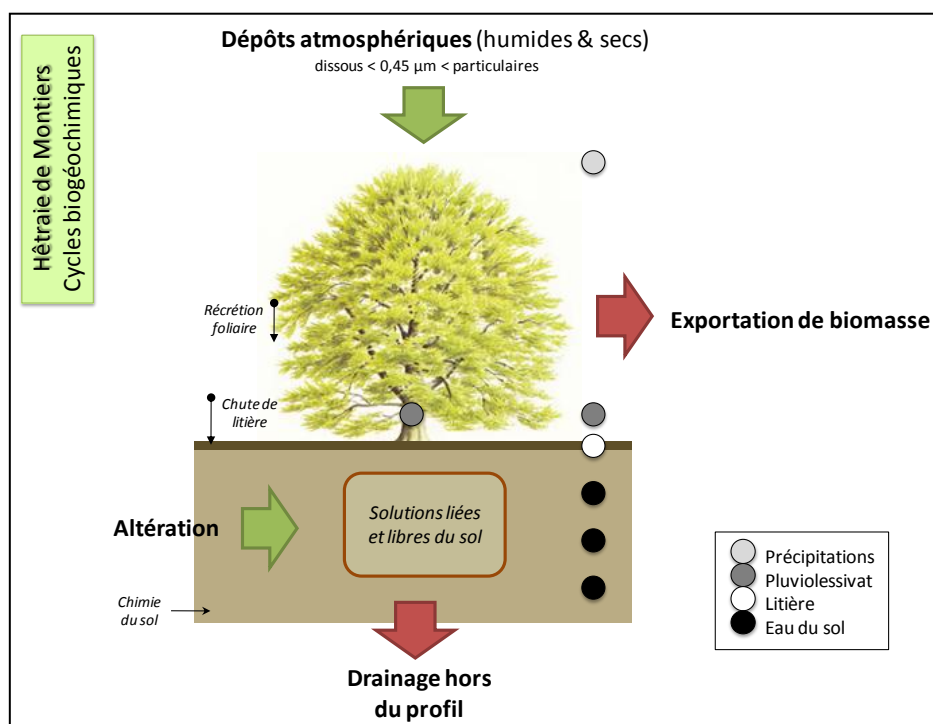 Hêtraie de Montiers
Cycles biogéochimiques
Dépôts atmosphériques (humides & secs)
dissous < 0,45 µm < particulaires
Récrétion
foliaire
Exportation de biomasse
Chute de
litière
Altération
Solutions liées
et libres du sol
Chimie
du sol
Drainage hors
du profil
Précipitations
Pluviolessivat
Litière
Eau du sol